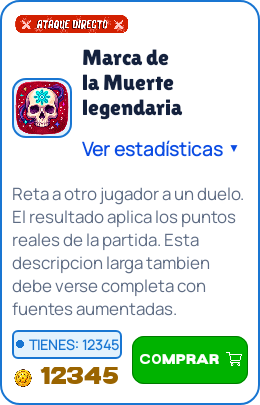 ATAQUE DIRECTO
Marca de
la Muerte
legendaria
Ver estadísticas ▼
Reta a otro jugador a un duelo.
El resultado aplica los puntos
reales de la partida. Esta
descripcion larga tambien
debe verse completa con
fuentes aumentadas.
TIENES: 12345
12345
COMPRAR